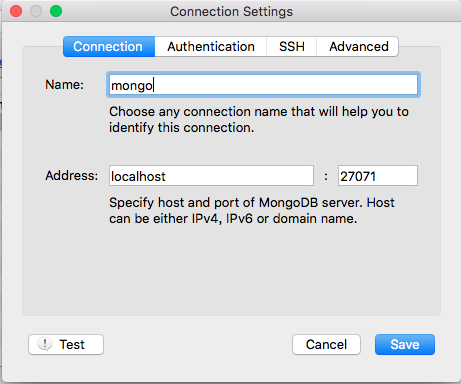 Connection Settings
Connection Authentication SSH Advanced
Name: mongo
Choose any connection name that will help you to
identify this connection.
Address: localhost : 27071
Specify host and port of MongoDB server. Host
can be either IPv4, IPv6 or domain name.
! Test Cancel Save